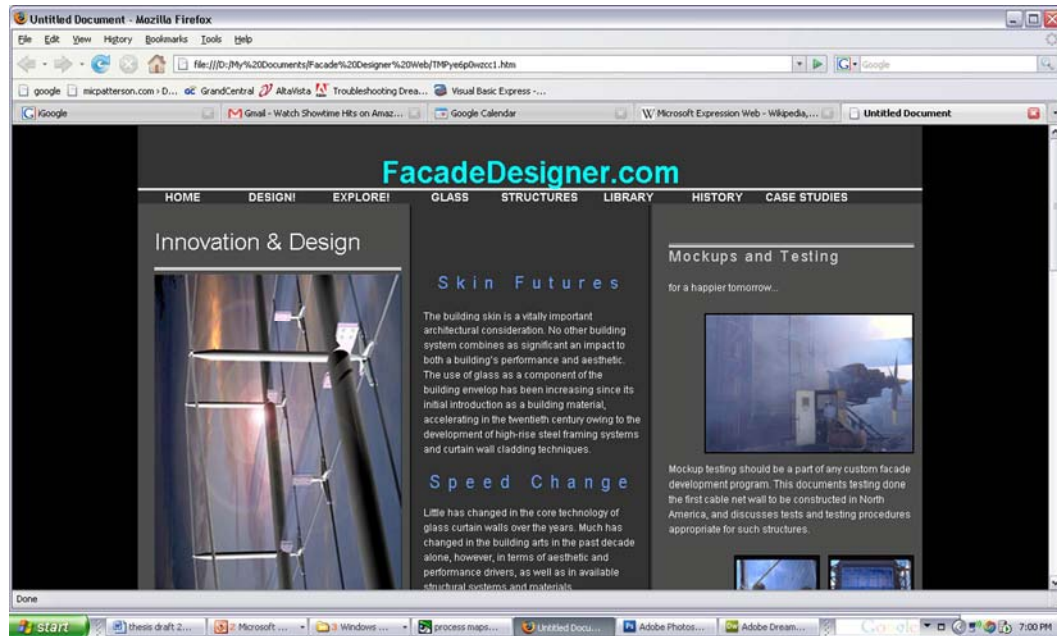 Untitled Document - Mozilla Firefox
File Edit View History Bookmarks Tools Help
file:///D:/My%20Documents/Facade%20Designer%20Web/TMPye6p0wzcc1.htm
Google
google micpatterson.com › D... GrandCentral AltaVista Troubleshooting Drea... Visual Basic Express -...
iGoogle Gmail - Watch Showtime Hits on Amaz... Google Calendar Microsoft Expression Web - Wikipedia,... Untitled Document
FacadeDesigner.com
HOME DESIGN! EXPLORE! GLASS STRUCTURES LIBRARY HISTORY CASE STUDIES
Innovation & Design
Skin Futures
The building skin is a vitally important
architectural consideration. No other building
system combines as significant an impact to
both a building's performance and aesthetic.
The use of glass as a component of the
building envelop has been increasing since its
initial introduction as a building material,
accelerating in the twentieth century owing to the
development of high-rise steel framing systems
and curtain wall cladding techniques.
Speed Change
Little has changed in the core technology of
glass curtain walls over the years. Much has
changed in the building arts in the past decade
alone, however, in terms of aesthetic and
performance drivers, as well as in available
structural systems and materials.
Mockups and Testing
for a happier tomorrow...
Mockup testing should be a part of any custom facade
development program. This documents testing done
the first cable net wall to be constructed in North
America, and discusses tests and testing procedures
appropriate for such structures.
Done
start thesis draft 2... 2 Microsoft ... 3 Windows ... process maps... Untitled Docu... Adobe Photos... Adobe Dream... Google 7:00 PM